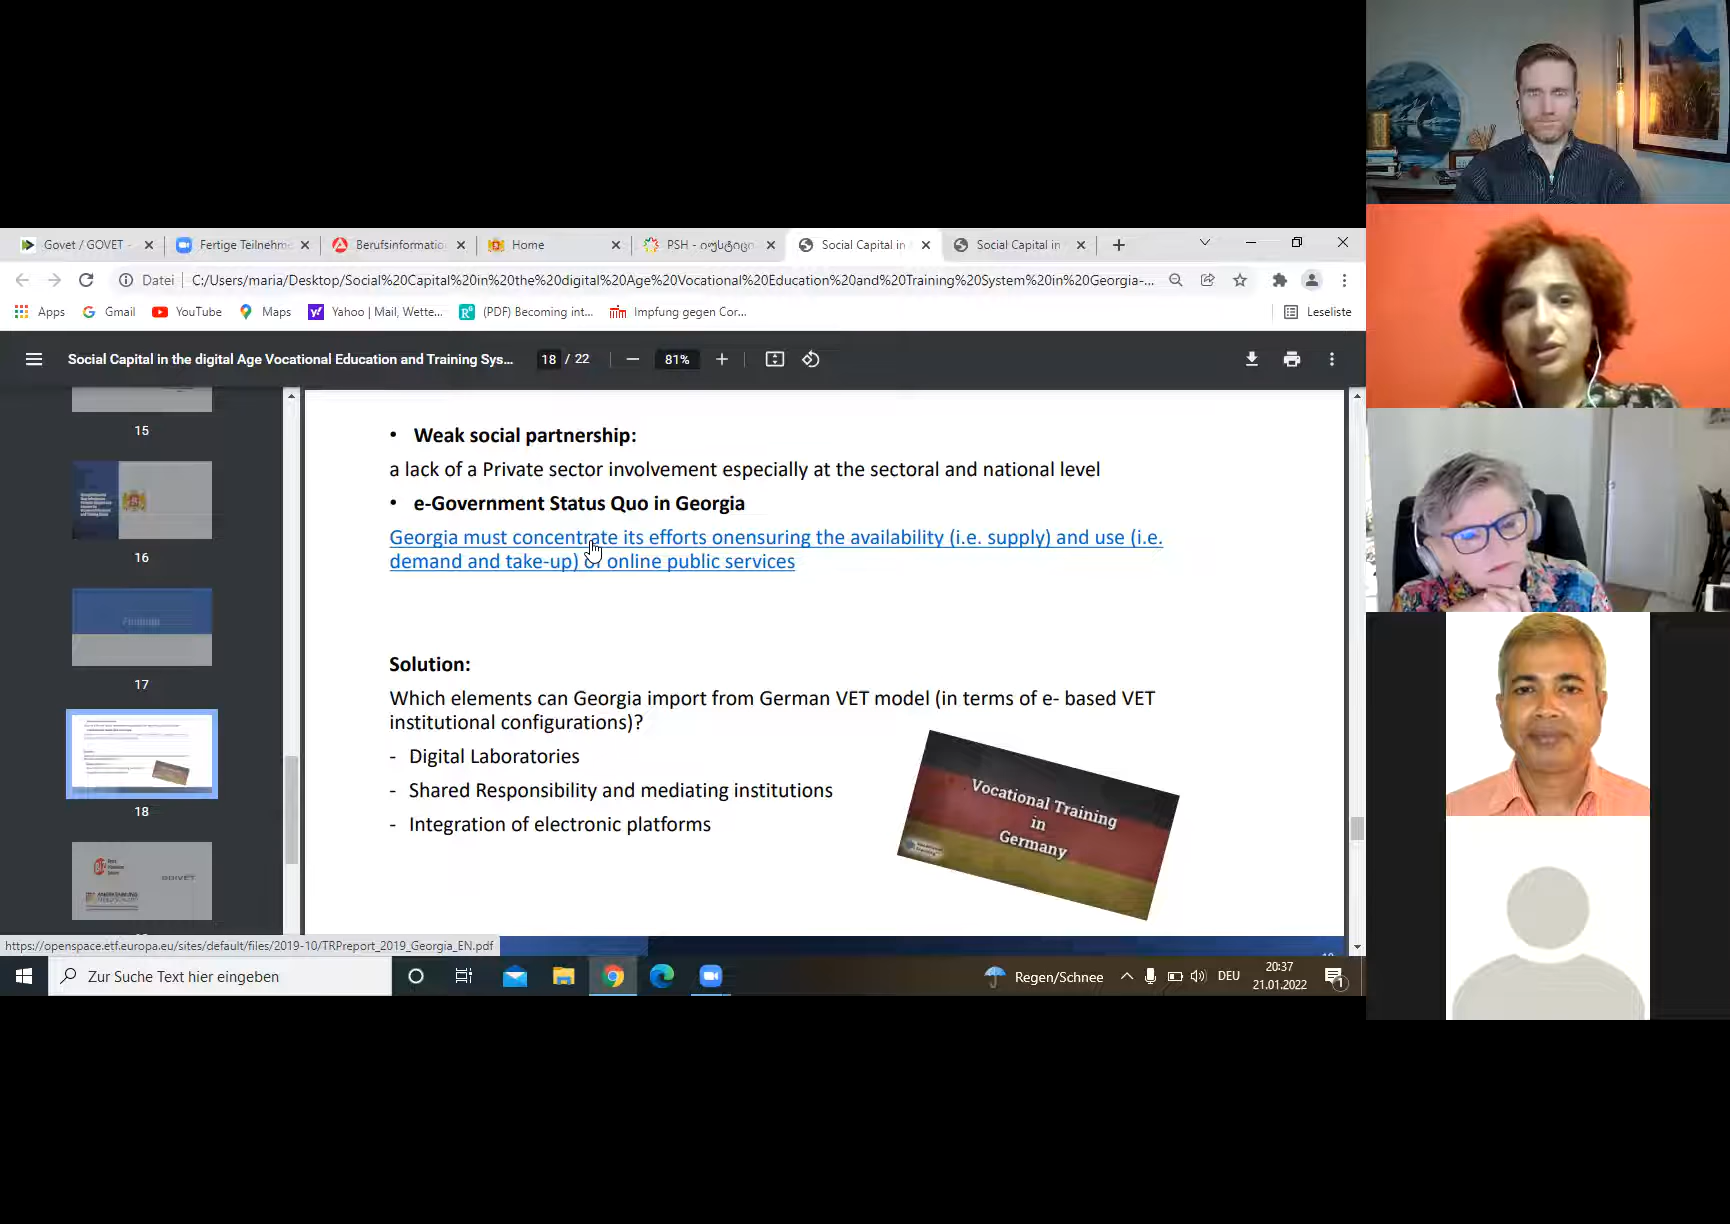 Govet / GOVET -
Fertige Teilnehm
Berufsinformatio
Home
PSH - იუსტიცი
Social Capital in
Social Capital in
Datei
C:/Users/maria/Desktop/Social%20Capital%20in%20the%20digital%20Age%20Vocational%20Education%20and%20Training%20System%20in%20Georgia-...
Apps
Gmail
YouTube
Maps
Yahoo | Mail, Wette...
(PDF) Becoming int...
Impfung gegen Cor...
Leseliste
Social Capital in the digital Age Vocational Education and Training Sys...
18 / 22
81%
15
16
17
18
GOVET
• Weak social partnership:
a lack of a Private sector involvement especially at the sectoral and national level
• e-Government Status Quo in Georgia
Georgia must concentrate its efforts onensuring the availability (i.e. supply) and use (i.e.
demand and take-up) of online public services
Solution:
Which elements can Georgia import from German VET model (in terms of e- based VET
institutional configurations)?
- Digital Laboratories
- Shared Responsibility and mediating institutions
- Integration of electronic platforms
Vocational Training
in
Germany
https://openspace.etf.europa.eu/sites/default/files/2019-10/TRPreport_2019_Georgia_EN.pdf
Zur Suche Text hier eingeben
Regen/Schnee
DEU
20:37
21.01.2022
1